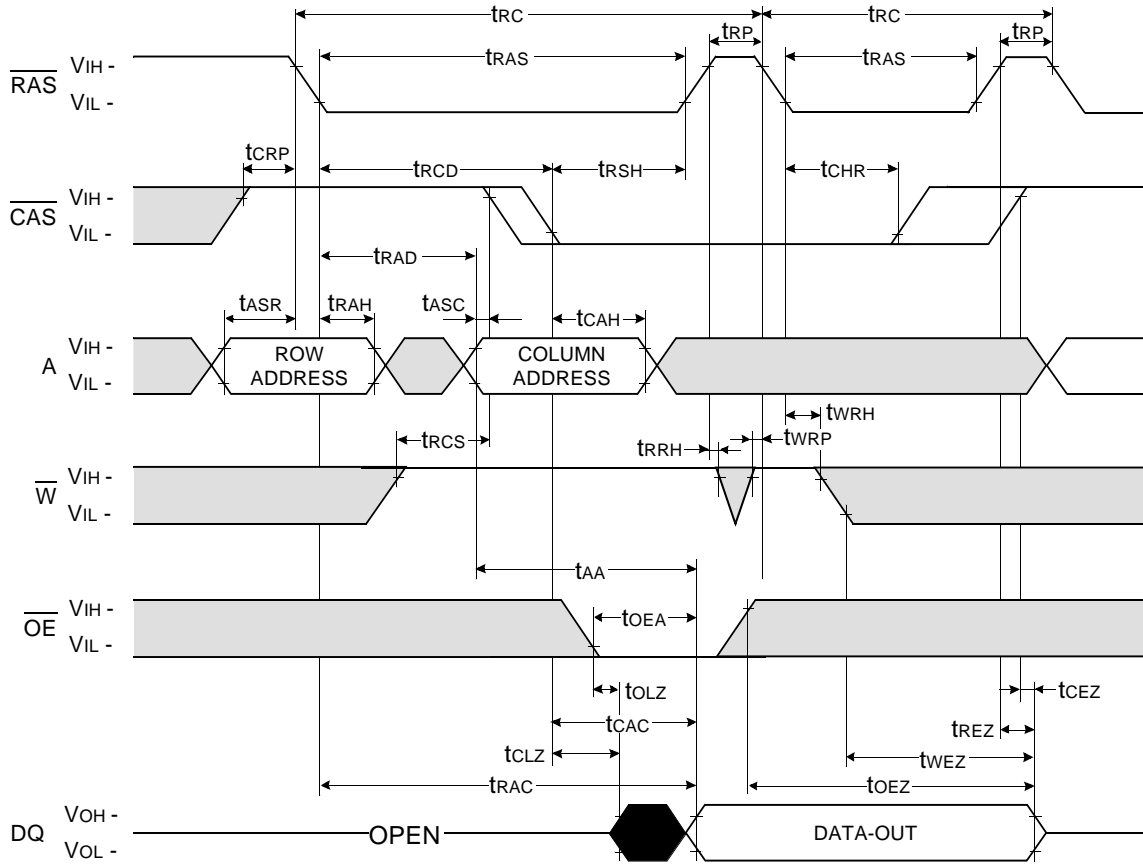 tRC tRC
tRP tRP
tRAS tRAS
RAS VIH -
VIL -
tCRP tRCD tRSH tCHR
CAS VIH -
VIL -
tRAD
tASR tRAH tASC tCAH
A VIH -
VIL -
ROW
ADDRESS
COLUMN
ADDRESS
tRCS tRRH tWRP tWRH
W VIH -
VIL -
tAA
OE VIH -
VIL -
tOEA
tOLZ tCEZ
tCAC tREZ
tCLZ tWEZ
tRAC tOEZ
DQ VOH -
VOL -
OPEN DATA-OUT